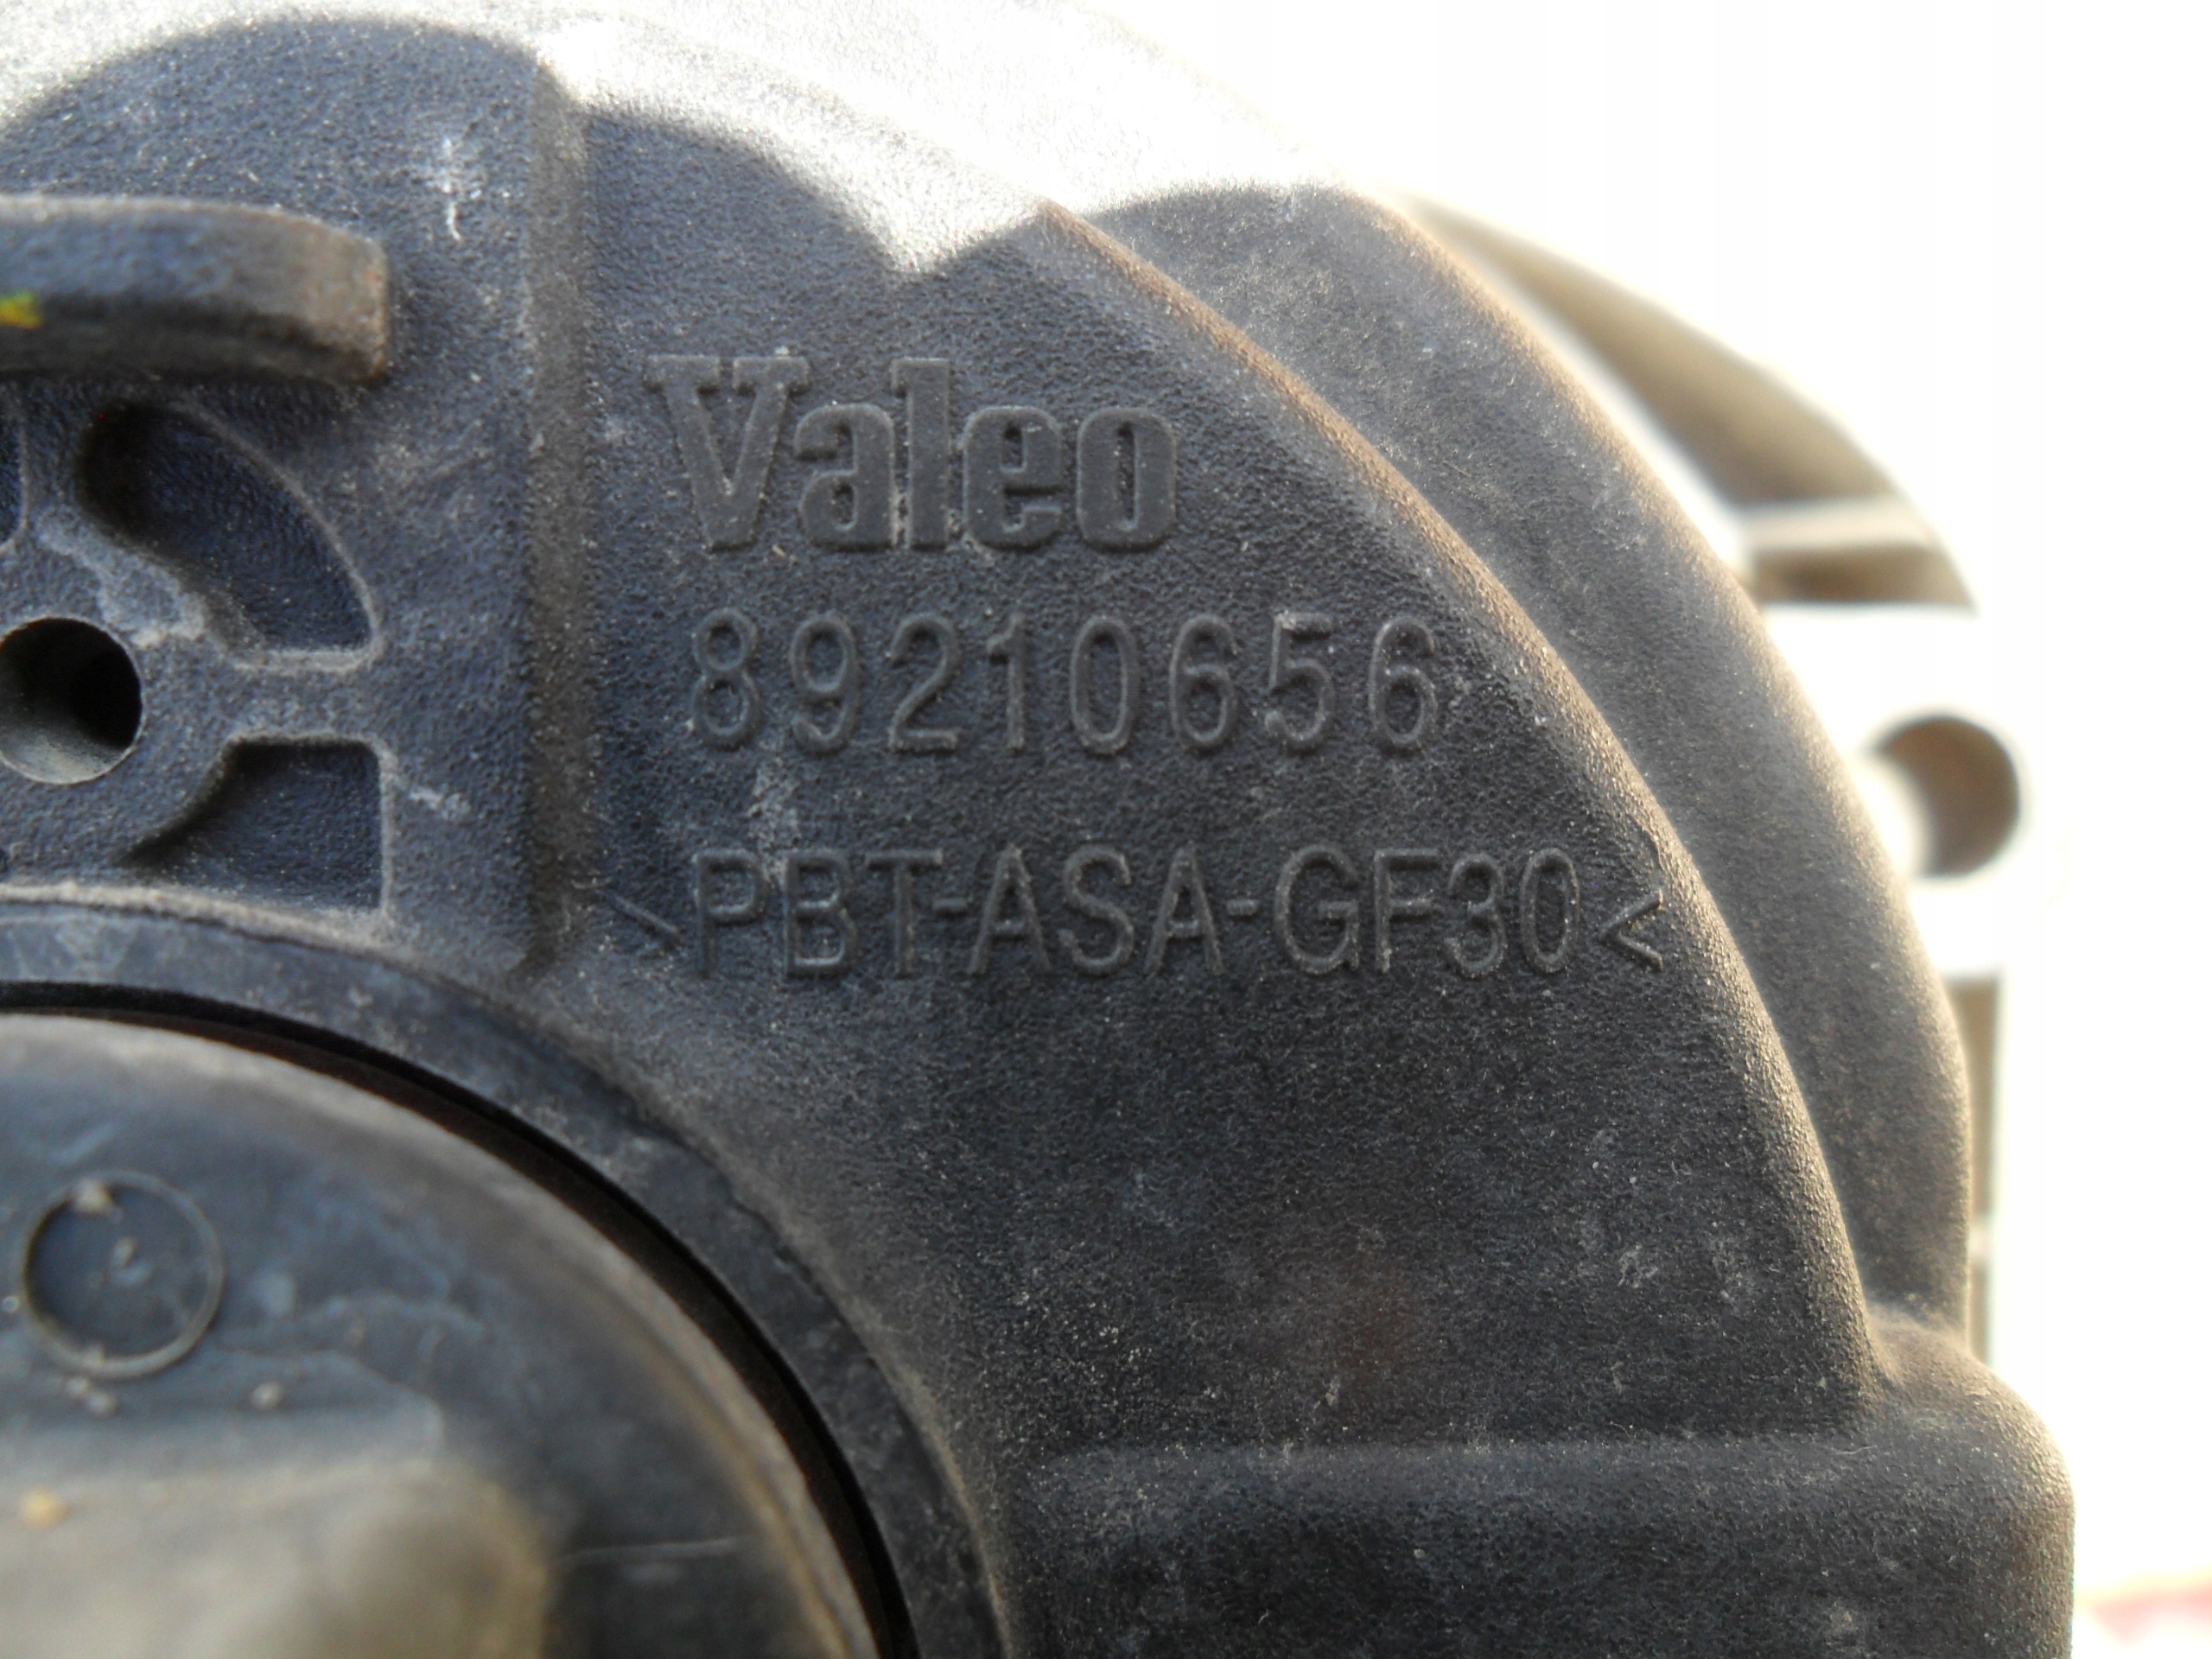 Valeo
89210656
>PBT-ASA-GF30<